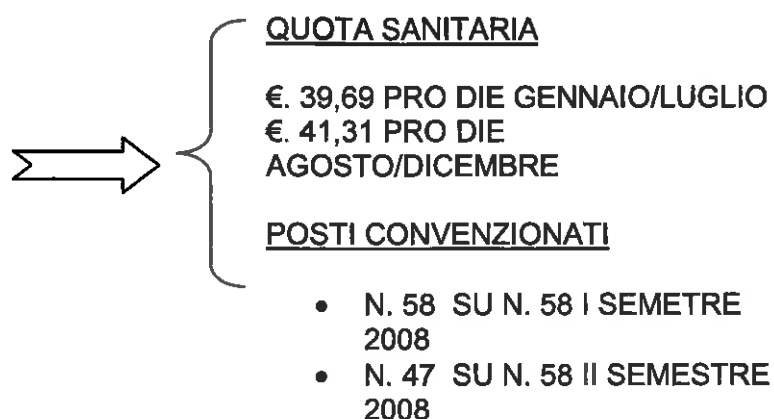 QUOTA SANITARIA
€. 39,69 PRO DIE GENNAIO/LUGLIO
€. 41,31 PRO DIE
AGOSTO/DICEMBRE
POSTI CONVENZIONATI
• N. 58 SU N. 58 I SEMETRE
2008
• N. 47 SU N. 58 II SEMESTRE
2008